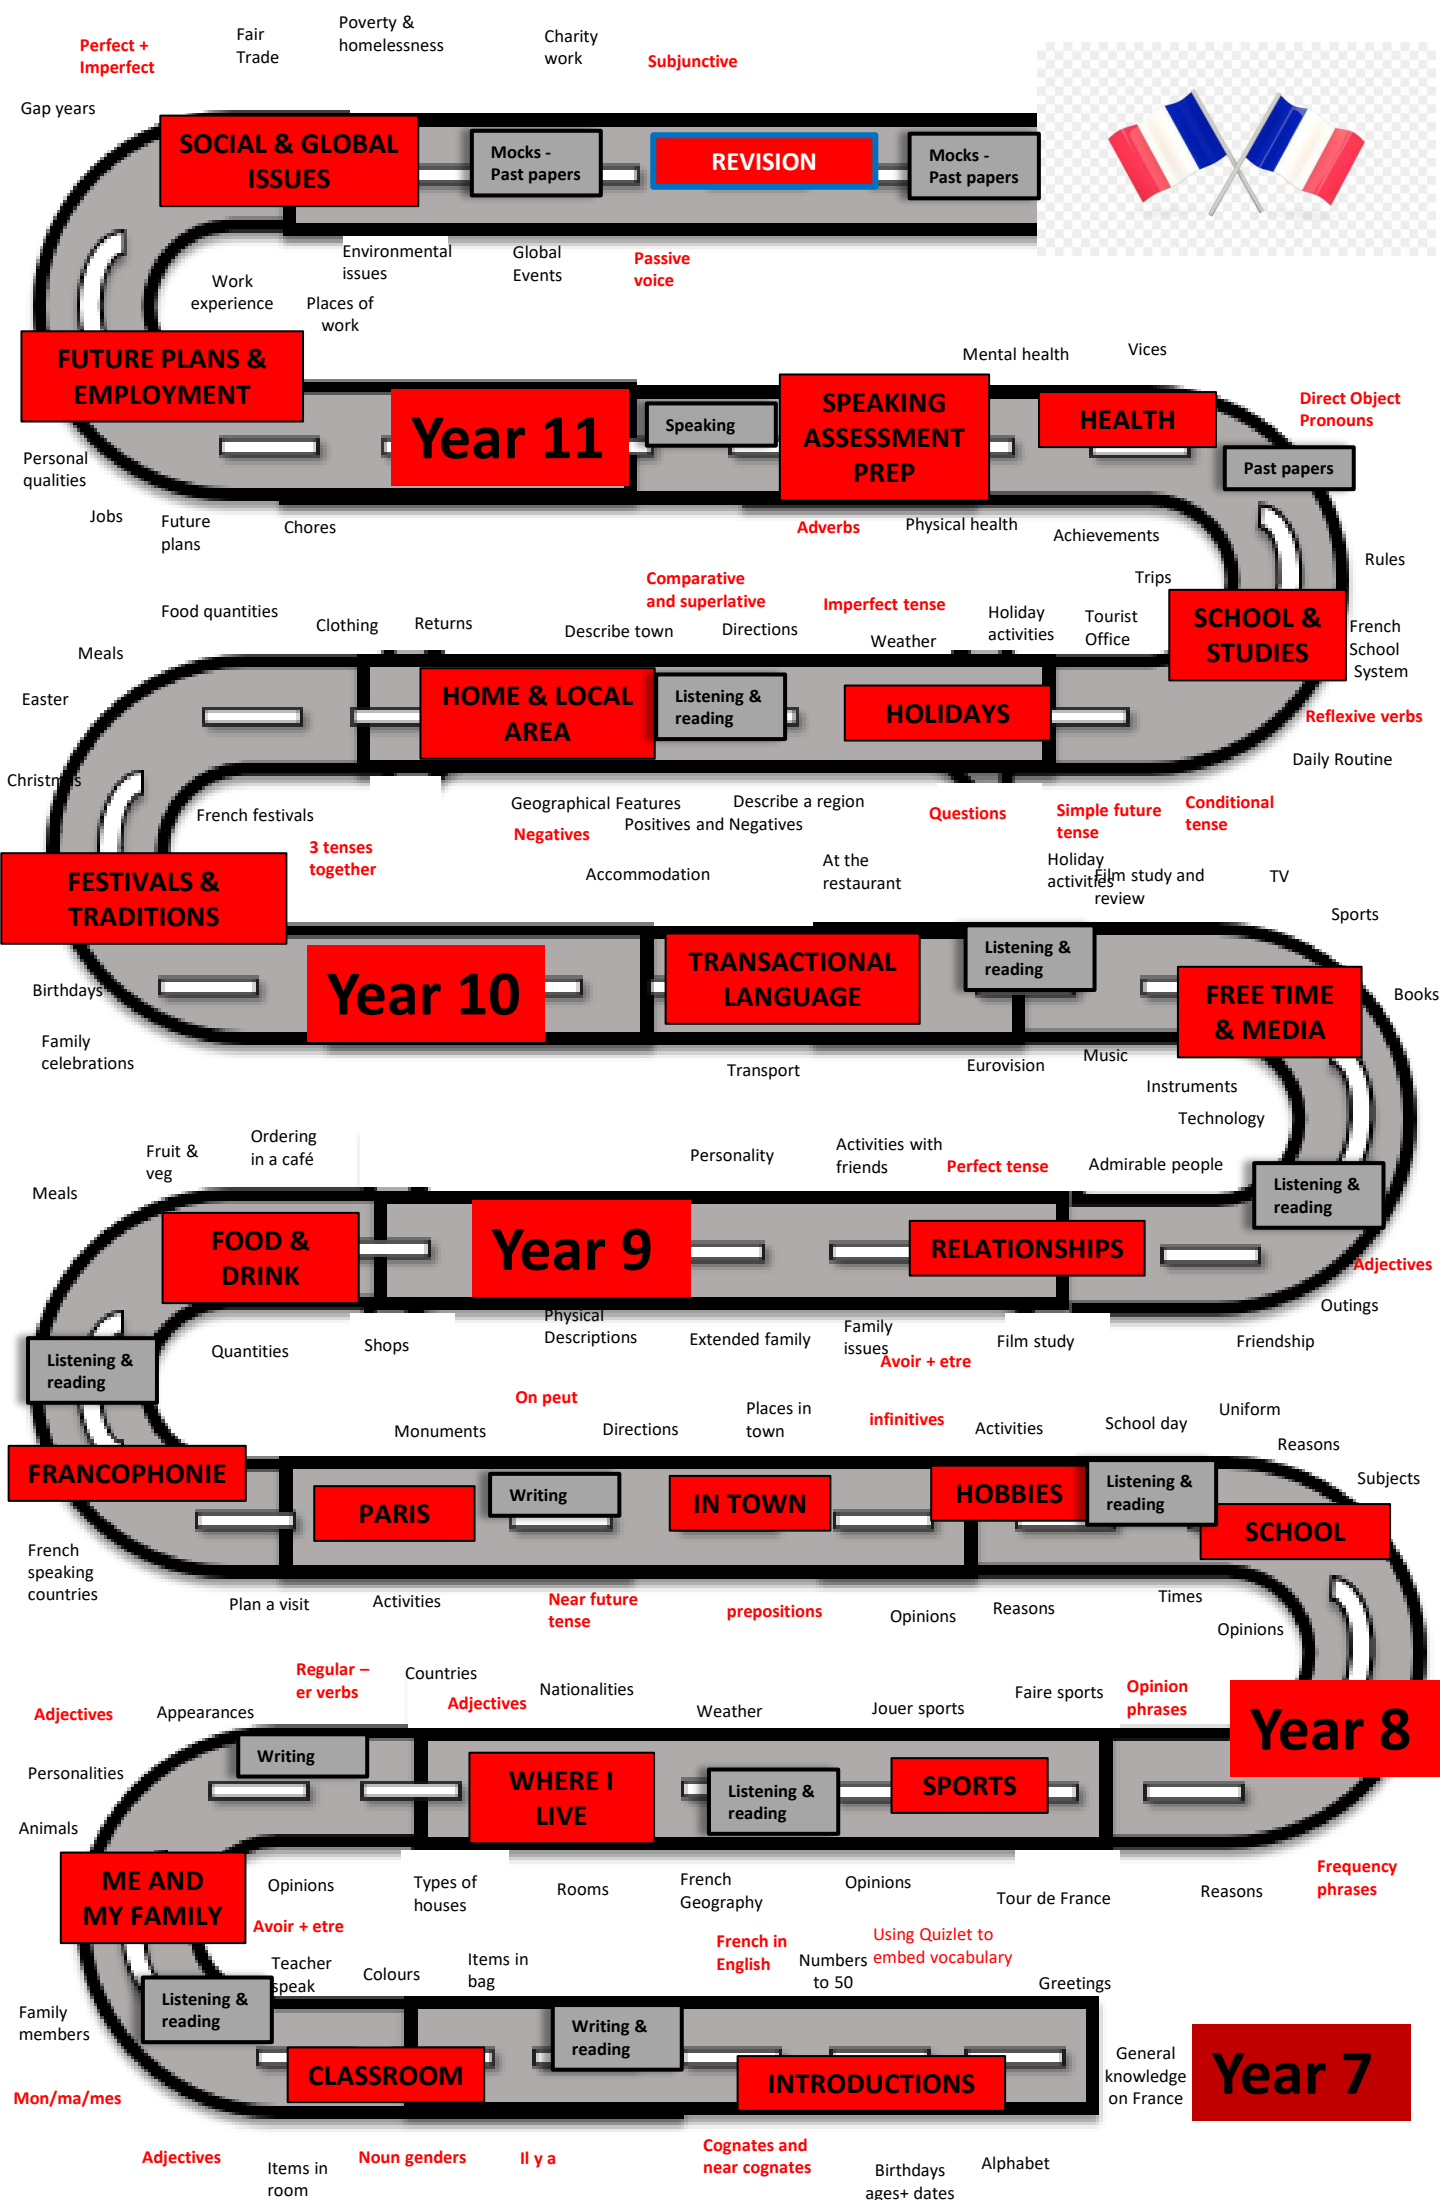 Perfect +
Imperfect
Fair
Trade
Poverty &
homelessness
Charity
work
Subjunctive
Gap years
SOCIAL & GLOBAL
ISSUES
Mocks -
Past papers
REVISION
Mocks -
Past papers
Environmental
issues
Global
Events
Passive
voice
Work
experience
Places of
work
FUTURE PLANS &
EMPLOYMENT
Mental health
Vices
Year 11
Speaking
SPEAKING
ASSESSMENT
PREP
HEALTH
Direct Object
Pronouns
Past papers
Personal
qualities
Jobs
Future
plans
Chores
Adverbs
Physical health
Achievements
Rules
Trips
Food quantities
Clothing
Returns
Comparative
and superlative
Describe town
Directions
Imperfect tense
Weather
Holiday
activities
Tourist
Office
SCHOOL &
STUDIES
French
School
System
Meals
Easter
HOME & LOCAL
AREA
Listening &
reading
HOLIDAYS
Reflexive verbs
Daily Routine
Christmas
French festivals
3 tenses
together
Geographical Features
Describe a region
Negatives
Positives and Negatives
Questions
Simple future
tense
Conditional
tense
Accommodation
At the
restaurant
Holiday
activities
Film study and
review
TV
Sports
FESTIVALS &
TRADITIONS
Year 10
TRANSACTIONAL
LANGUAGE
Listening &
reading
FREE TIME
& MEDIA
Books
Birthdays
Family
celebrations
Transport
Eurovision
Music
Instruments
Technology
Fruit &
veg
Ordering
in a café
Personality
Activities with
friends
Perfect tense
Admirable people
Listening &
reading
Meals
FOOD &
DRINK
Year 9
RELATIONSHIPS
Adjectives
Outings
Quantities
Shops
Physical
Descriptions
Extended family
Family
issues
Avoir + etre
Film study
Friendship
Listening &
reading
On peut
Monuments
Directions
Places in
town
infinitives
Activities
School day
Uniform
Reasons
Subjects
FRANCOPHONIE
PARIS
Writing
IN TOWN
HOBBIES
Listening &
reading
SCHOOL
French
speaking
countries
Plan a visit
Activities
Near future
tense
prepositions
Opinions
Reasons
Times
Opinions
Adjectives
Appearances
Regular –
er verbs
Countries
Adjectives
Nationalities
Weather
Jouer sports
Faire sports
Opinion
phrases
Year 8
Personalities
Writing
WHERE I
LIVE
Listening &
reading
SPORTS
Animals
ME AND
MY FAMILY
Opinions
Avoir + etre
Types of
houses
Rooms
French
Geography
Opinions
Tour de France
Reasons
Frequency
phrases
Teacher
speak
Colours
Items in
bag
French in
English
Numbers
to 50
Using Quizlet to
embed vocabulary
Greetings
Family
members
Listening &
reading
CLASSROOM
Writing &
reading
INTRODUCTIONS
General
knowledge
on France
Year 7
Mon/ma/mes
Adjectives
Items in
room
Noun genders
Il y a
Cognates and
near cognates
Birthdays
ages+ dates
Alphabet